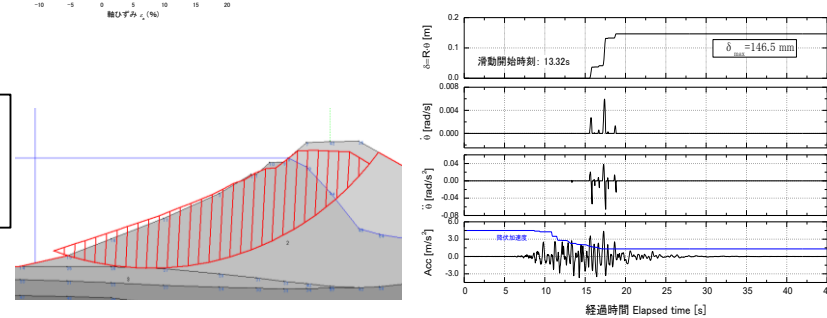 -10 -5 0 5 10 15 20
軸ひずみ εa (%)
δ=R·θ [m]
0.2
0.1
0.0
滑動開始時刻： 13.32s
δmax=146.5 mm
θ̇ [rad/s]
0.008
0.004
0.000
θ̈ [rad/s²]
0.04
0.00
-0.04
-0.08
Acc [m/s²]
6.0
3.0
0.0
-3.0
降伏加速度
0 5 10 15 20 25 30 35 40
経過時間 Elapsed time [s]
2